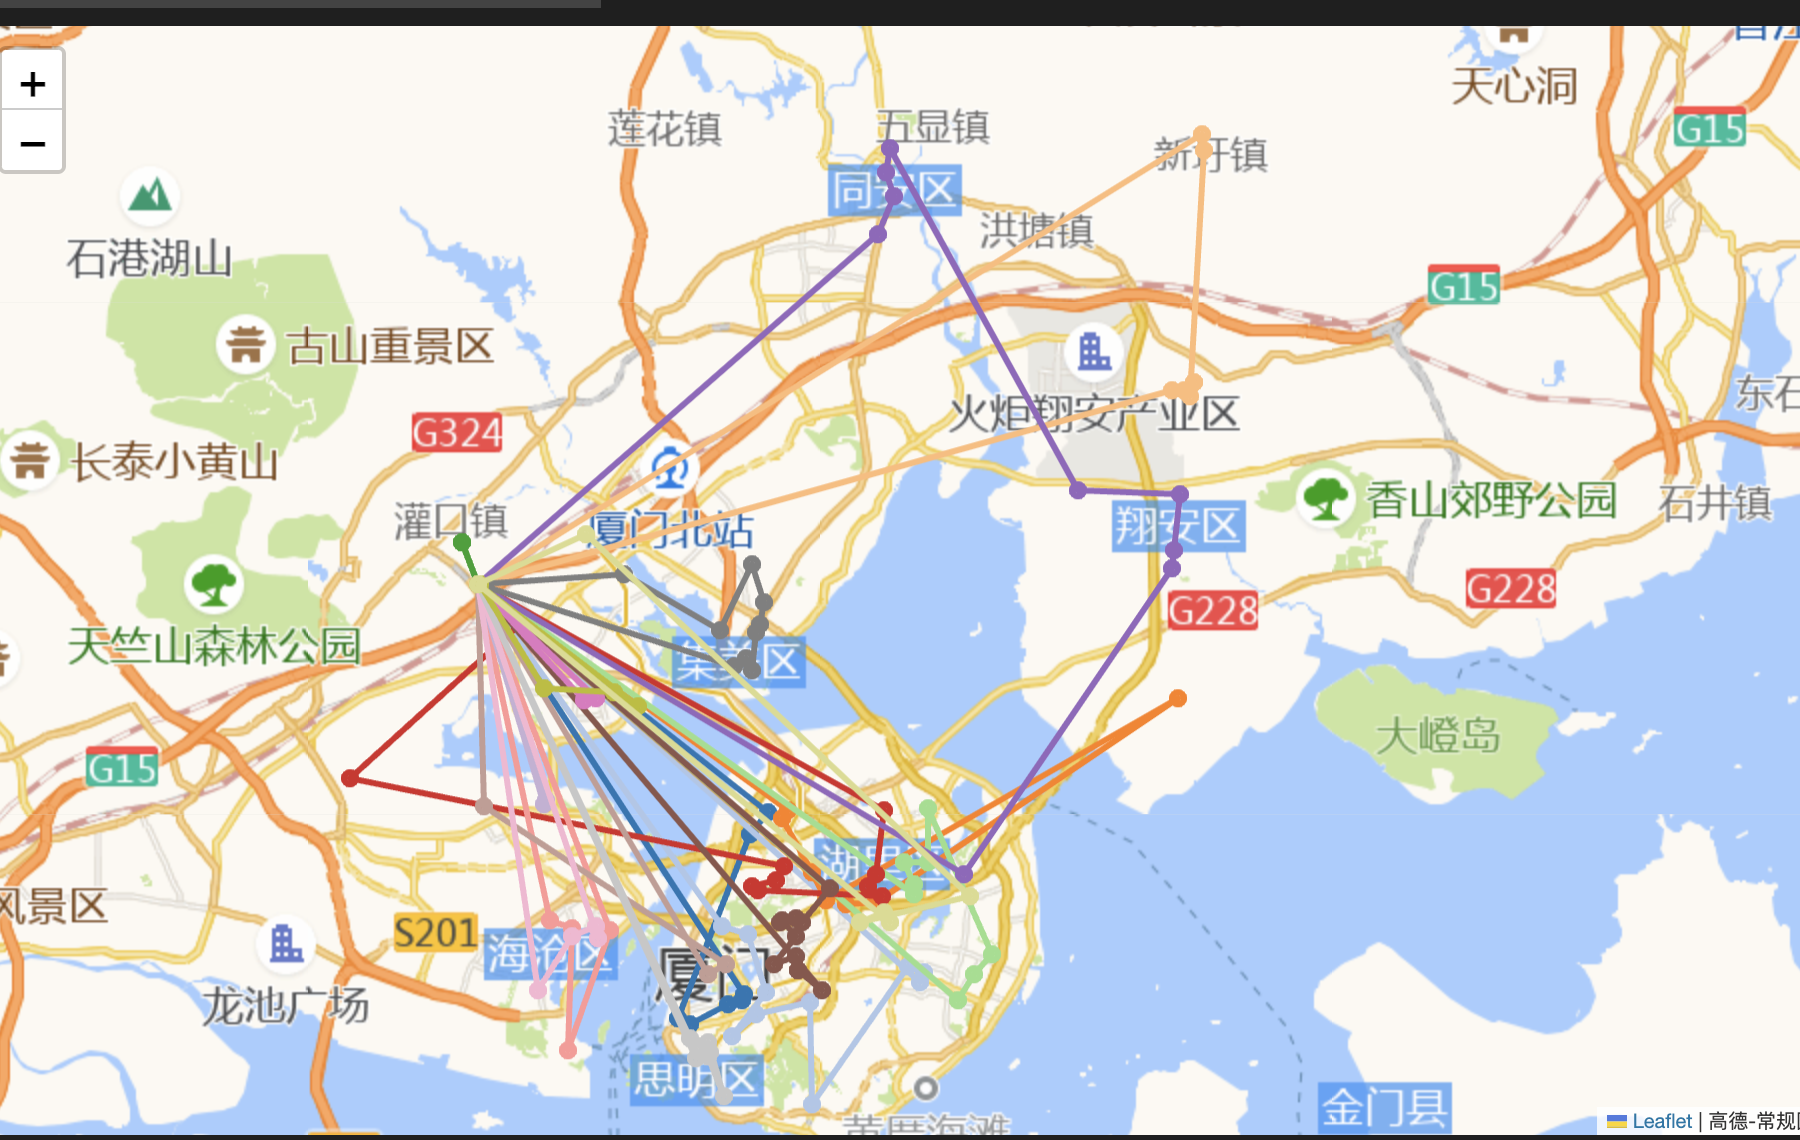 +
−
天心洞
G15
莲花镇
五显镇
新圩镇
同安区
洪塘镇
石港湖山
G15
古山重景区
东石
火炬翔安产业区
G324
长泰小黄山
香山郊野公园
石井镇
灌口镇
厦门北站
翔安区
G228
G228
天竺山森林公园
集美区
大嶝岛
G15
湖里区
风景区
S201
海沧区
厦门
龙池广场
思明区
金门县
Leaflet | 高德-常规